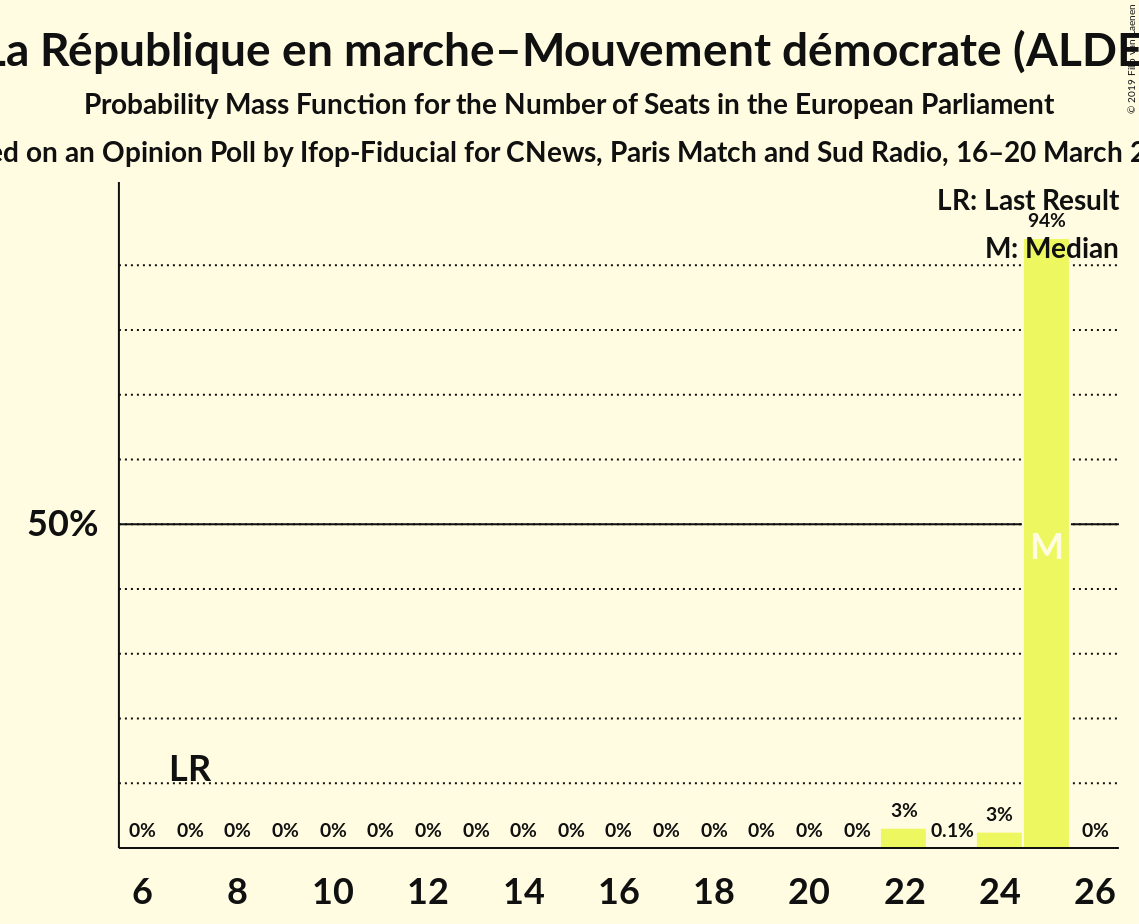 La République en marche–Mouvement démocrate (ALDE
Probability Mass Function for the Number of Seats in the European Parliament
ed on an Opinion Poll by Ifop-Fiducial for CNews, Paris Match and Sud Radio, 16–20 March 2
© 2019
LR: Last Result
94%
M: Median
50%
M
LR
0% 0% 0% 0% 0% 0% 0% 0% 0% 0% 0% 0% 0% 0% 0% 0% 3% 0.1% 3% 0%
6 8 10 12 14 16 18 20 22 24 26